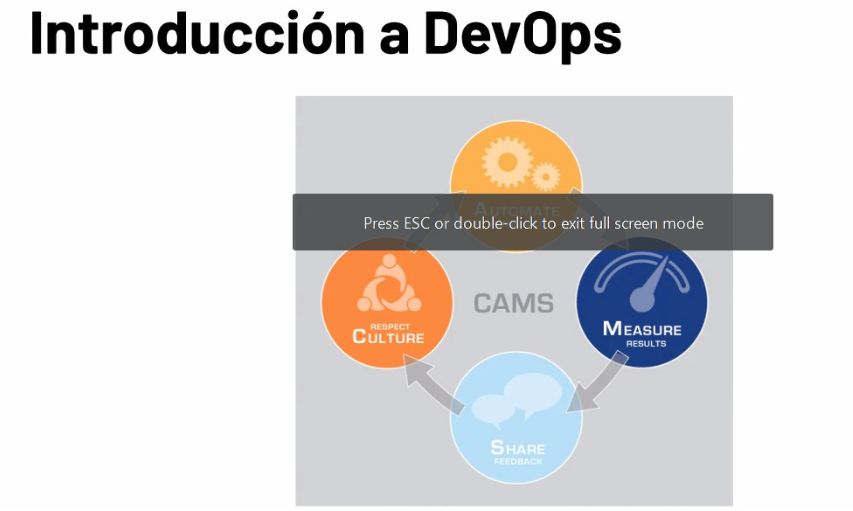 Introducción a DevOps
AUTOMATE
Press ESC or double-click to exit full screen mode
RESPECT
CULTURE
CAMS
MEASURE
RESULTS
SHARE
FEEDBACK